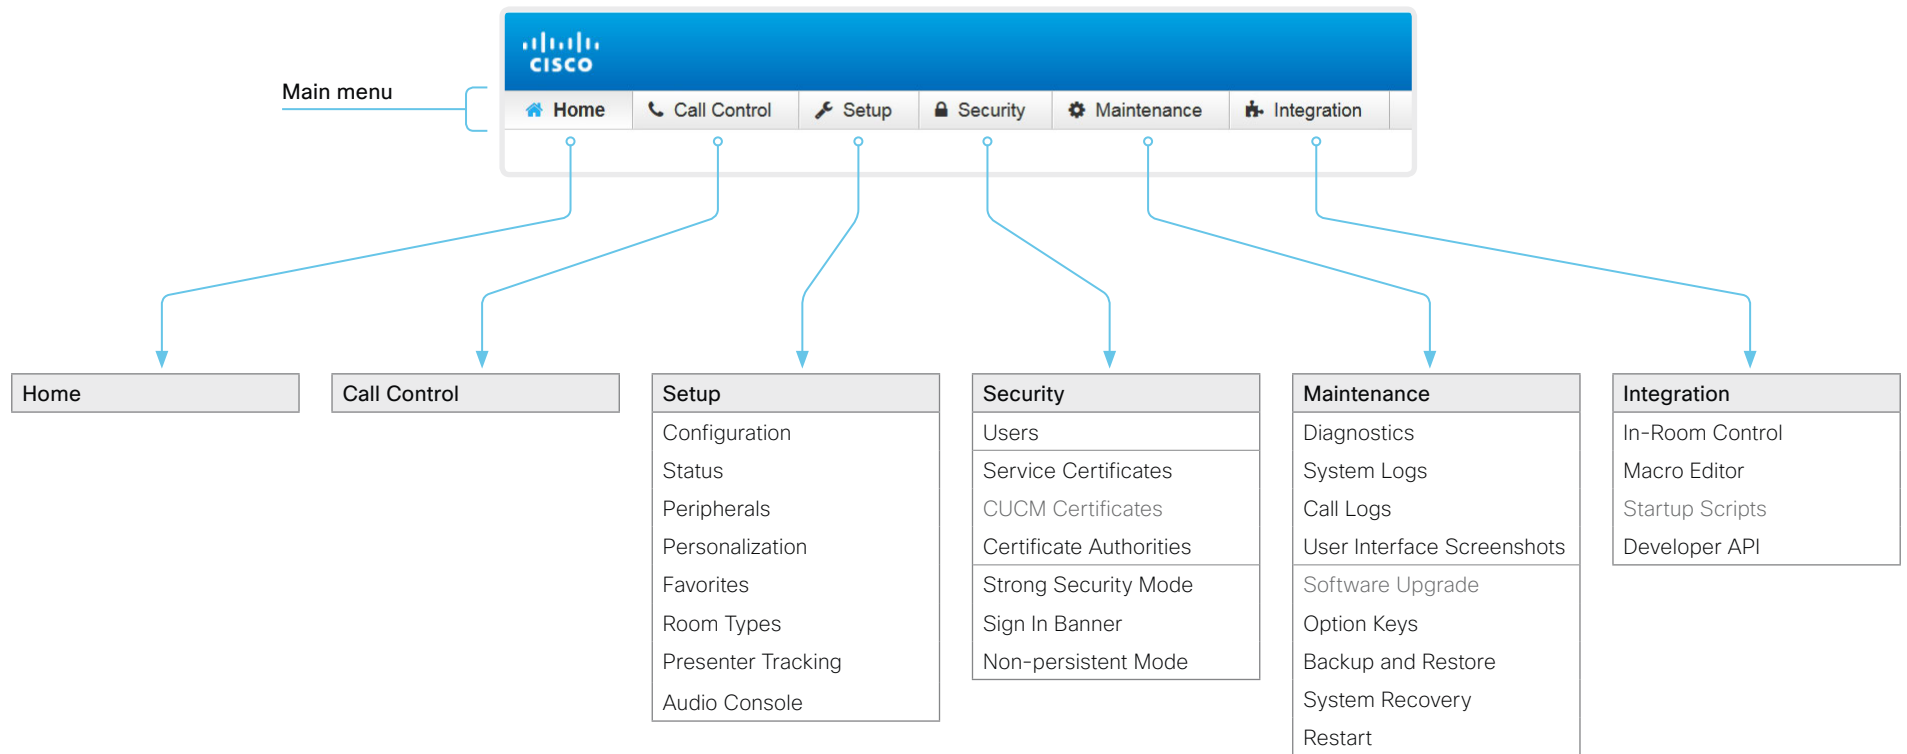 CISCO
Main menu
Home
Call Control
Setup
Security
Maintenance
Integration
Home
Call Control
Setup
Configuration
Status
Peripherals
Personalization
Favorites
Room Types
Presenter Tracking
Audio Console
Security
Users
Service Certificates
CUCM Certificates
Certificate Authorities
Strong Security Mode
Sign In Banner
Non-persistent Mode
Maintenance
Diagnostics
System Logs
Call Logs
User Interface Screenshots
Software Upgrade
Option Keys
Backup and Restore
System Recovery
Restart
Integration
In-Room Control
Macro Editor
Startup Scripts
Developer API